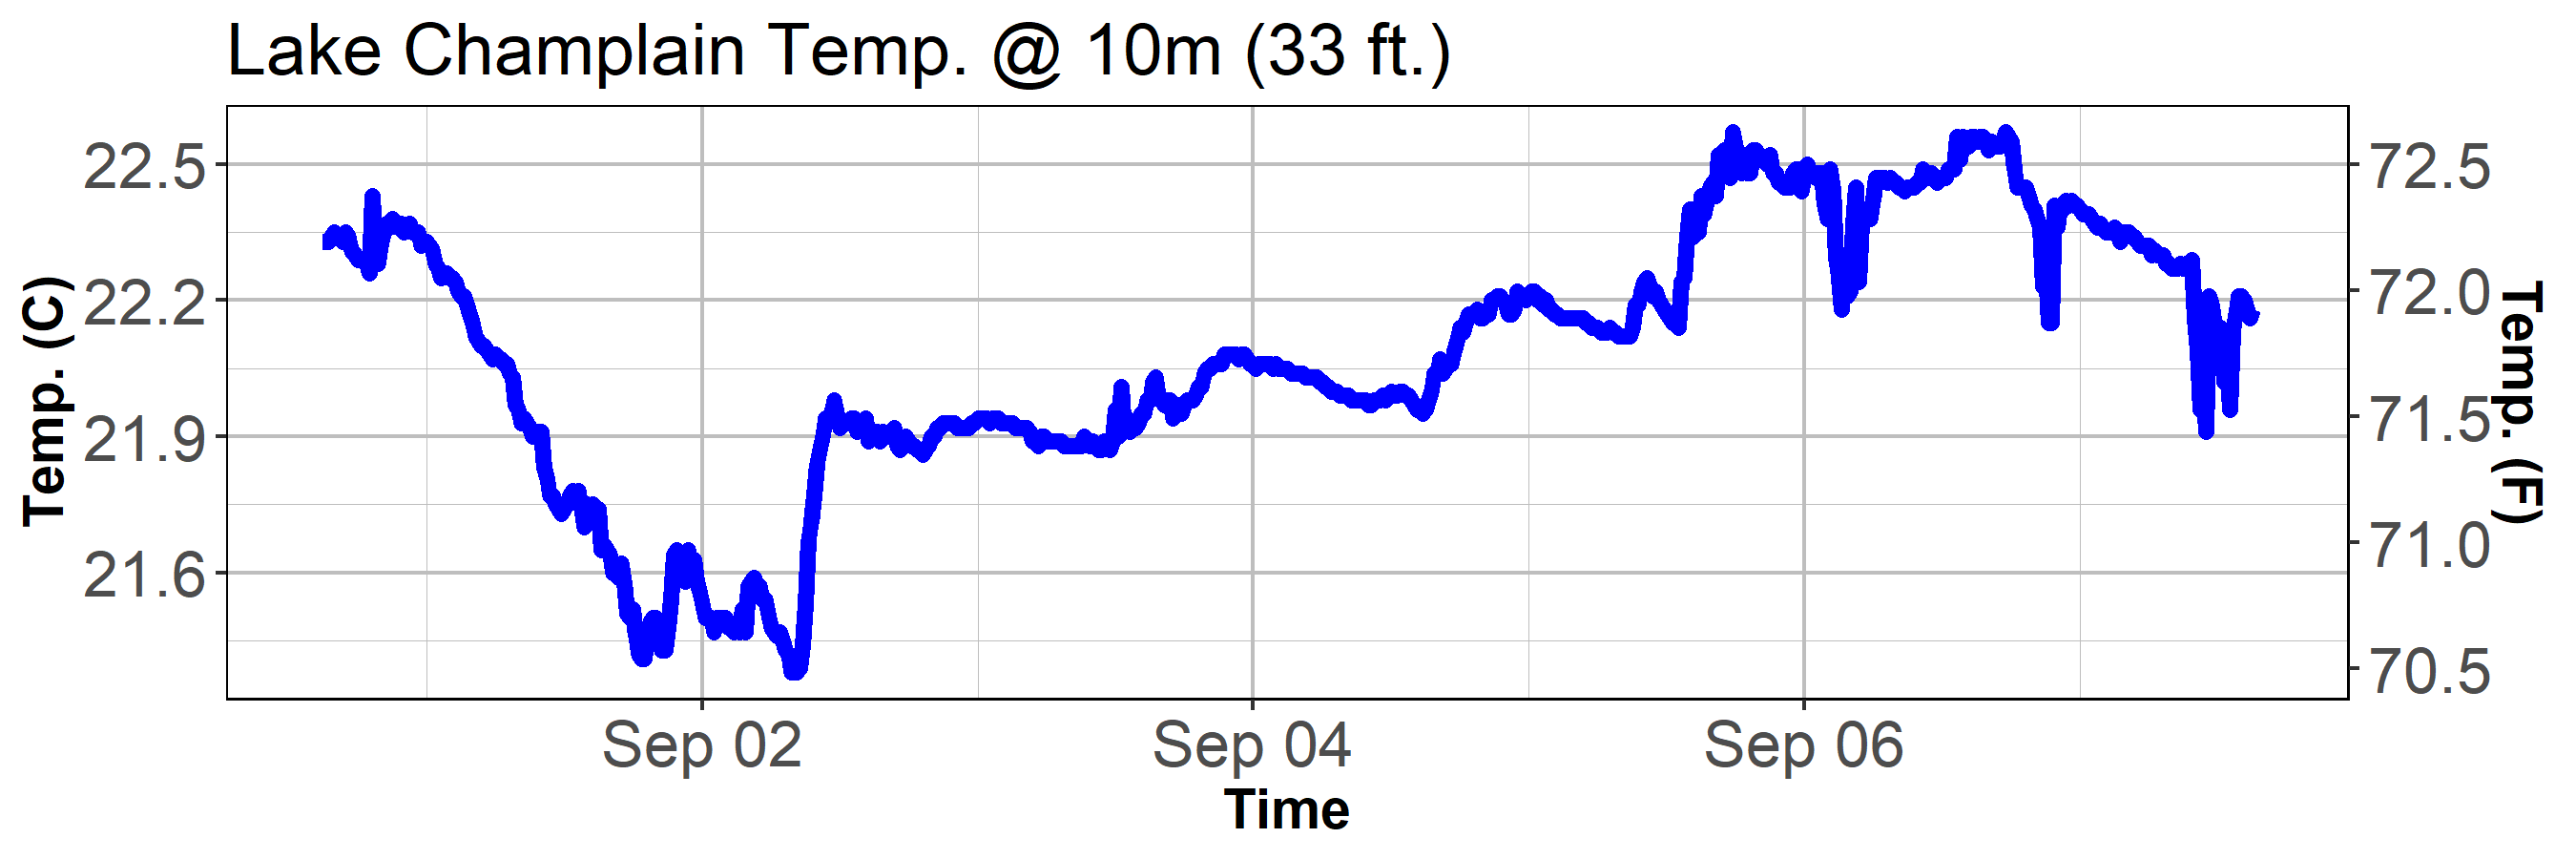 Lake Champlain Temp. @ 10m (33 ft.)
Temp. (C)
22.5
22.2
21.9
21.6
72.5
72.0
71.5
71.0
70.5
Temp. (F)
Sep 02
Sep 04
Sep 06
Time